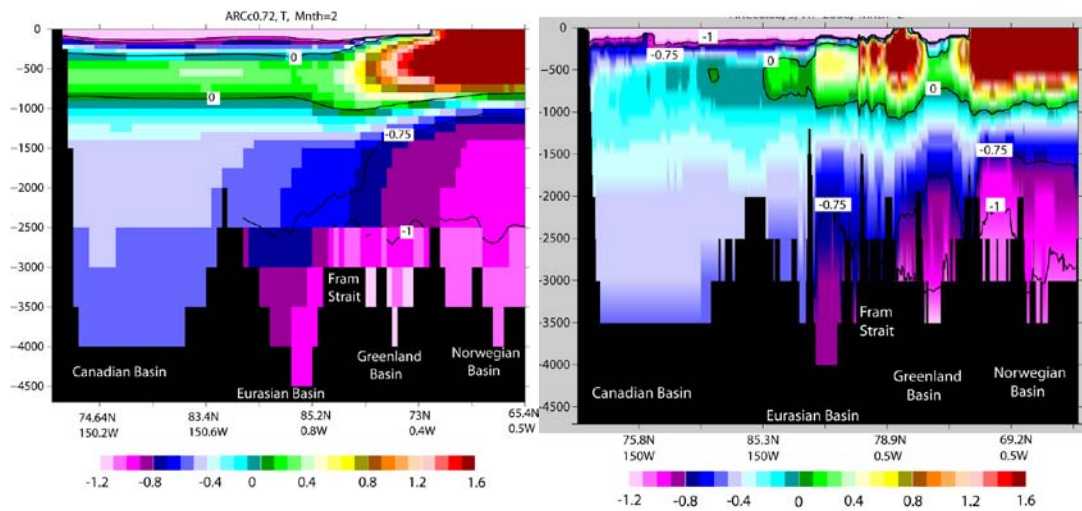 ARCc0.72, T, Mnth=2
0
-500
-1000
-1500
-2000
-2500
-3000
-3500
-4000
-4500
0
0
-0.75
-1
Fram
Strait
Canadian Basin
Eurasian Basin
Greenland
Basin
Norwegian
Basin
74.64N
150.2W
83.4N
150.6W
85.2N
0.8W
73N
0.4W
65.4N
0.5W
-1.2 -0.8 -0.4 0 0.4 0.8 1.2 1.6
Mnth=2
0
-500
-1000
-1500
-2000
-2500
-3000
-3500
-4000
-4500
-1
-0.75
0
0
-0.75
-0.75
-1
Fram
Strait
Canadian Basin
Eurasian Basin
Greenland
Basin
Norwegian
Basin
75.8N
150W
85.3N
150W
78.9N
0.5W
69.2N
0.5W
-1.2 -0.8 -0.4 0 0.4 0.8 1.2 1.6